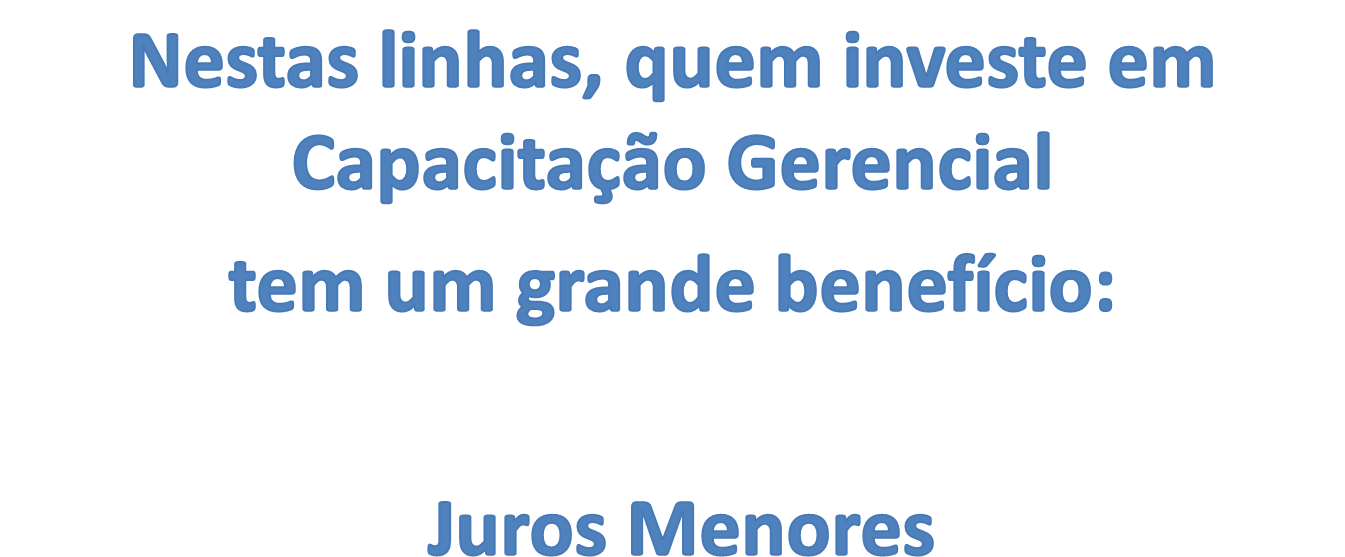 Nestas linhas, quem investe em
Capacitação Gerencial
tem um grande benefício:
Juros Menores